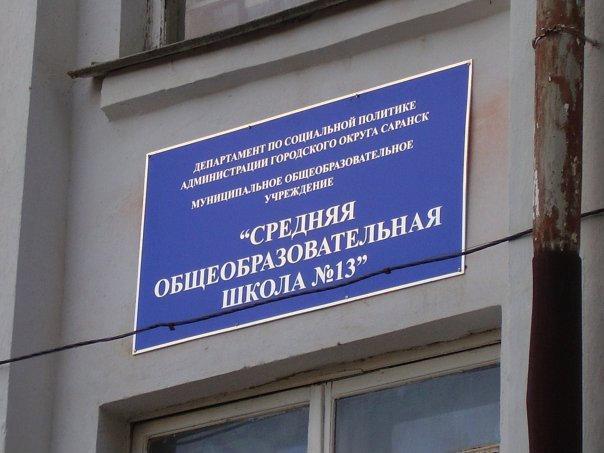 ДЕПАРТАМЕНТ ПО СОЦИАЛЬНОЙ ПОЛИТИКЕ
АДМИНИСТРАЦИИ ГОРОДСКОГО ОКРУГА САРАНСК
МУНИЦИПАЛЬНОЕ ОБЩЕОБРАЗОВАТЕЛЬНОЕ
УЧРЕЖДЕНИЕ
“СРЕДНЯЯ
ОБЩЕОБРАЗОВАТЕЛЬНАЯ
ШКОЛА №13”